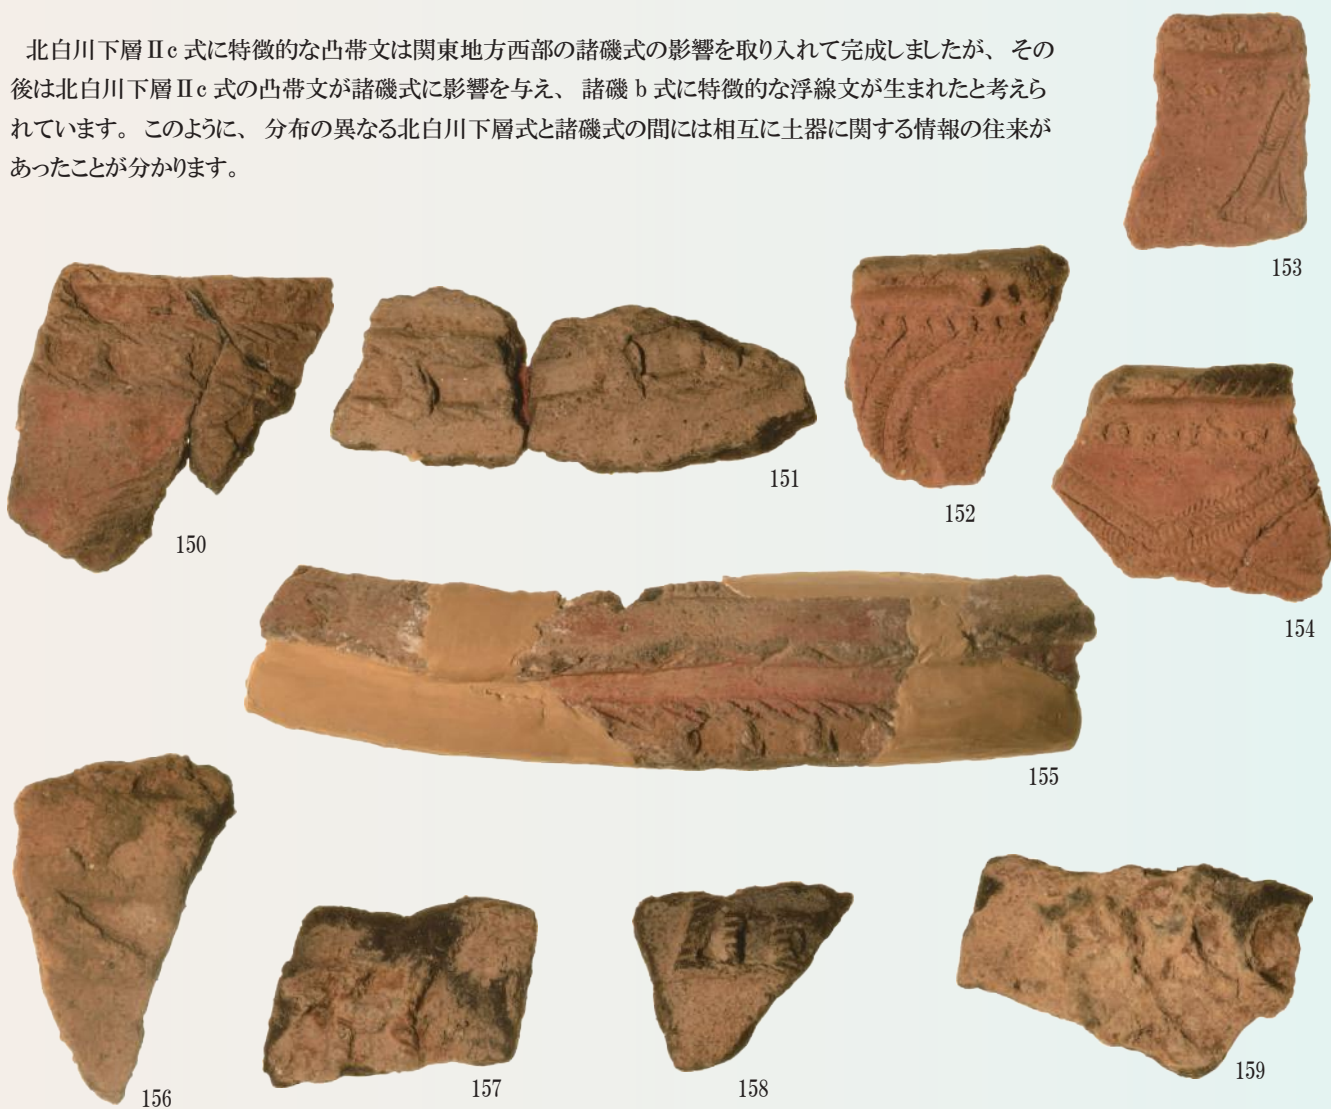 北白川下層Ⅱc式に特徴的な凸帯文は関東地方西部の諸磯式の影響を取り入れて完成しましたが、その
後は北白川下層Ⅱc式の凸帯文が諸磯式に影響を与え、諸磯b式に特徴的な浮線文が生まれたと考えら
れています。このように、分布の異なる北白川下層式と諸磯式の間には相互に土器に関する情報の往来が
あったことが分かります。
153
151
152
150
154
155
156
157
158
159